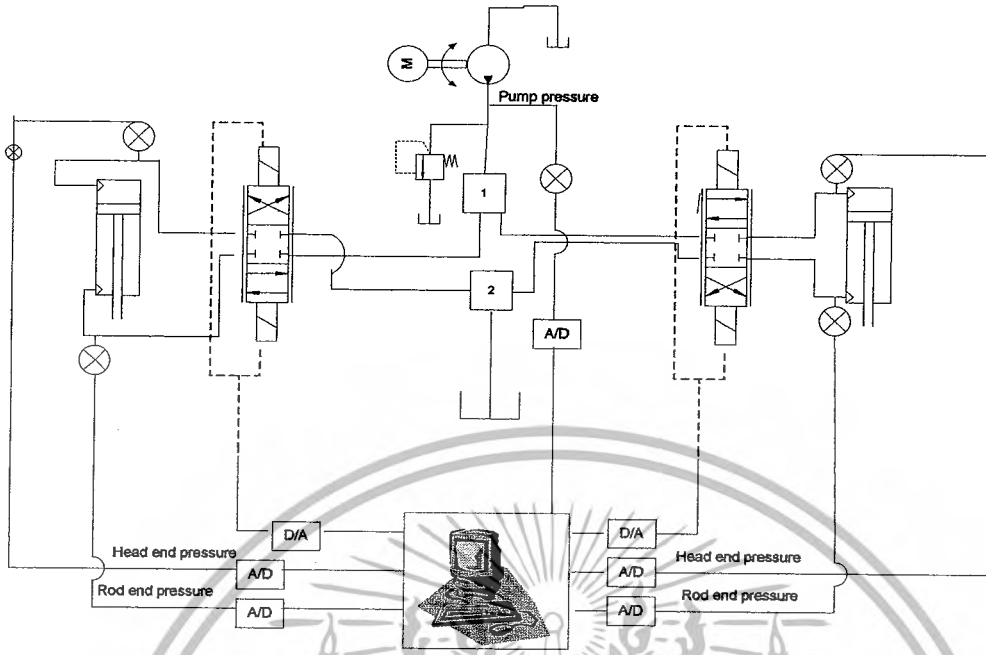 M
Pump pressure
1
2
A/D
D/A
D/A
Head end pressure
A/D
A/D
Head end pressure
Rod end pressure
A/D
A/D
Rod end pressure